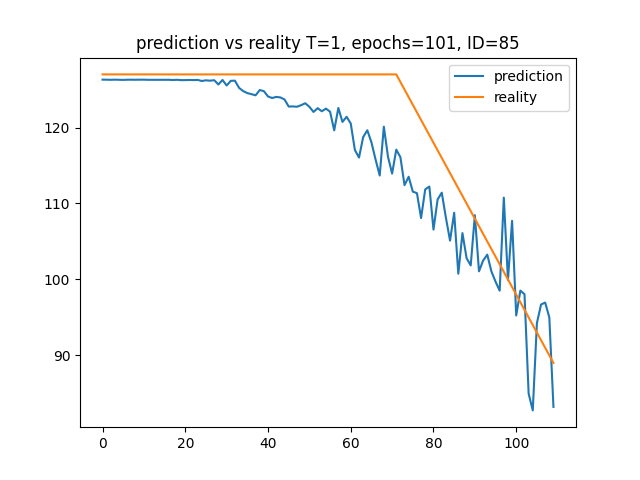 prediction vs reality T=1, epochs=101, ID=85
prediction
reality
120
110
100
90
0 20 40 60 80 100